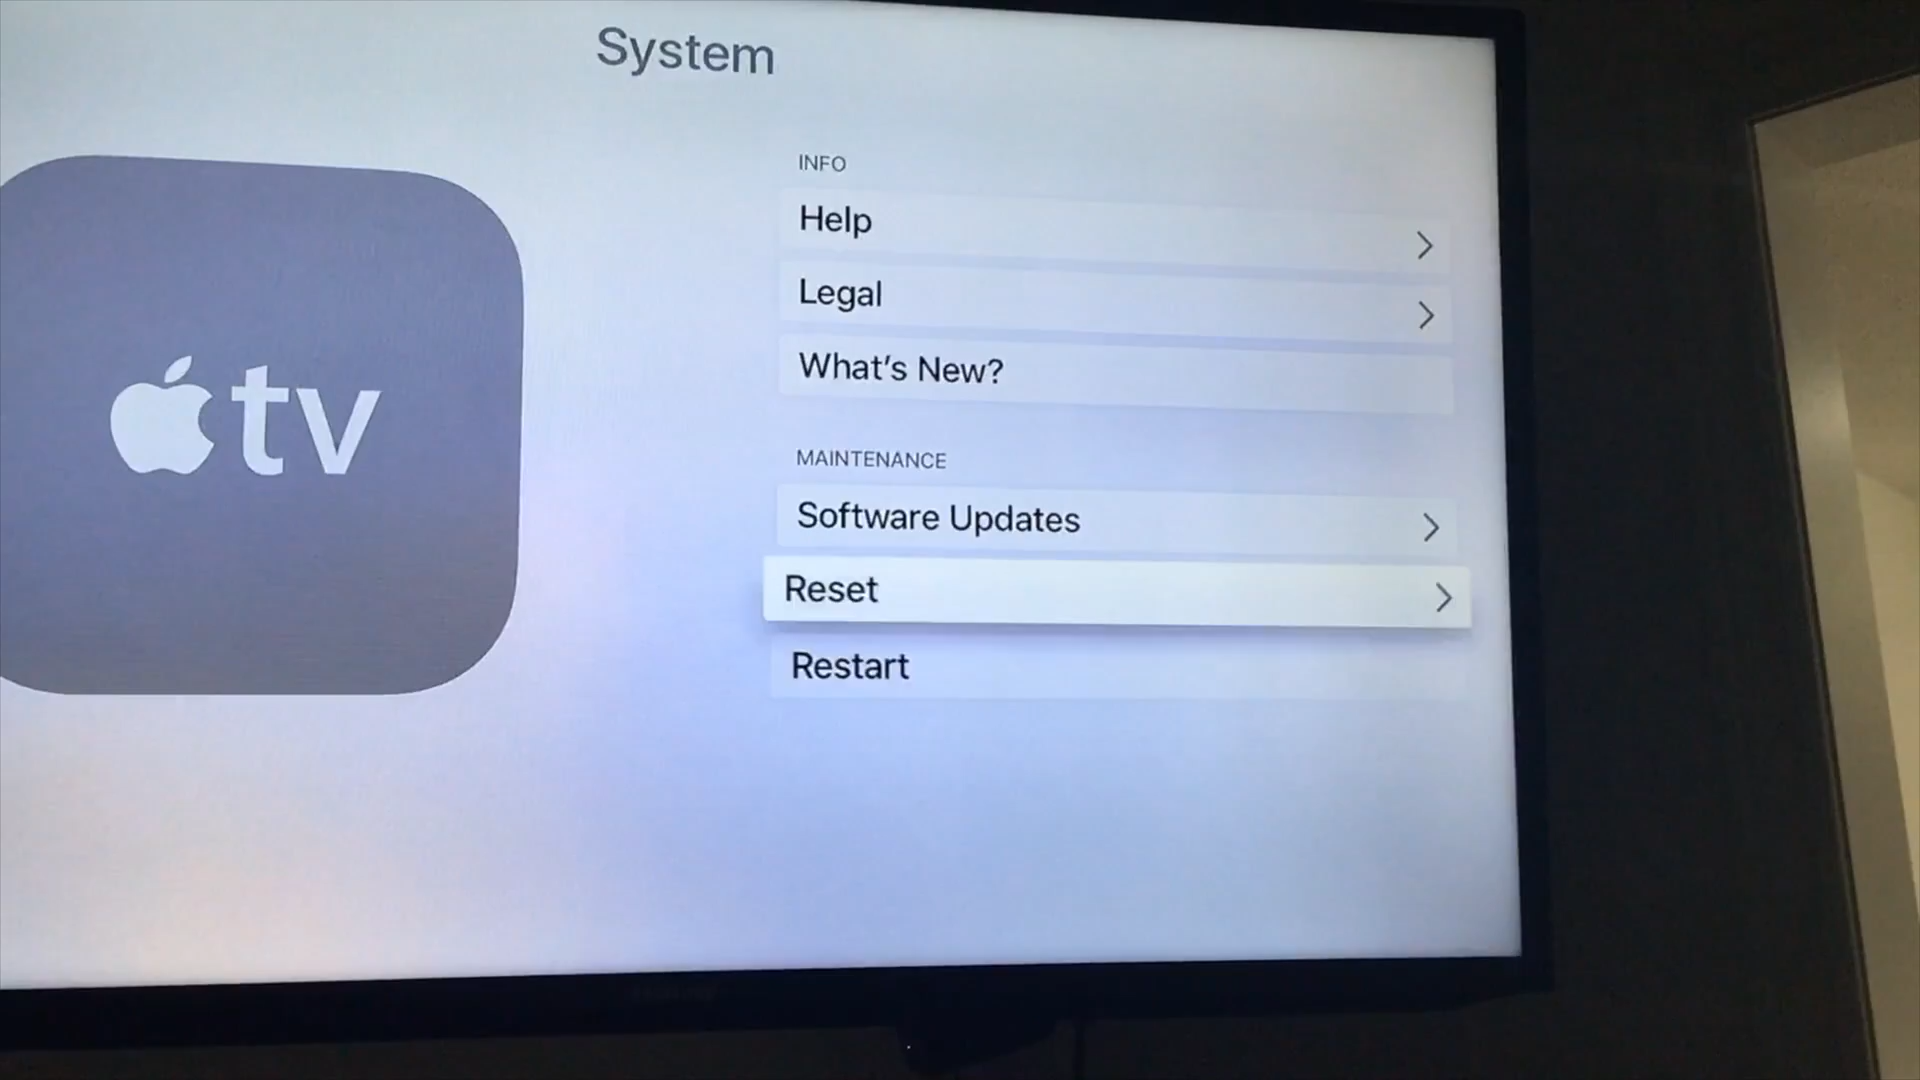 System
tv
INFO
Help
Legal
What's New?
MAINTENANCE
Software Updates
Reset
Restart